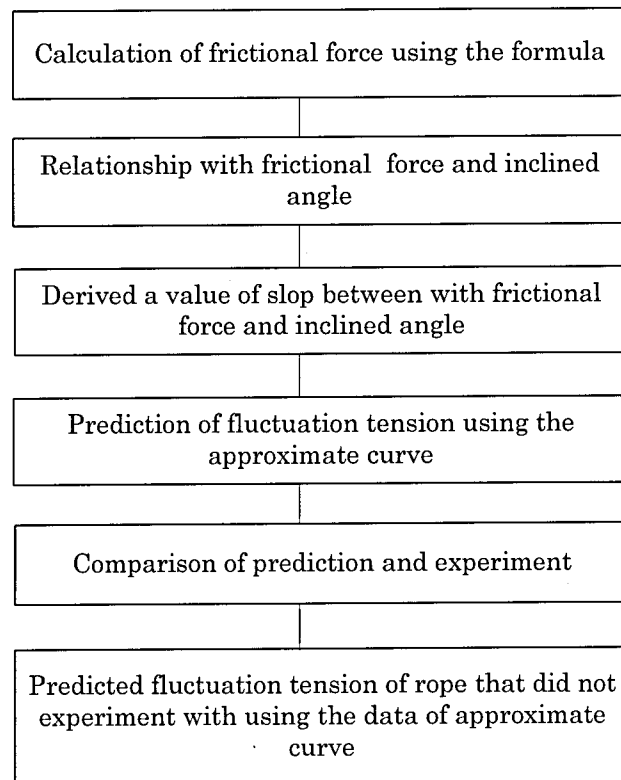 Calculation of frictional force using the formula
Relationship with frictional force and inclined
angle
Derived a value of slop between with frictional
force and inclined angle
Prediction of fluctuation tension using the
approximate curve
Comparison of prediction and experiment
Predicted fluctuation tension of rope that did not
experiment with using the data of approximate
curve